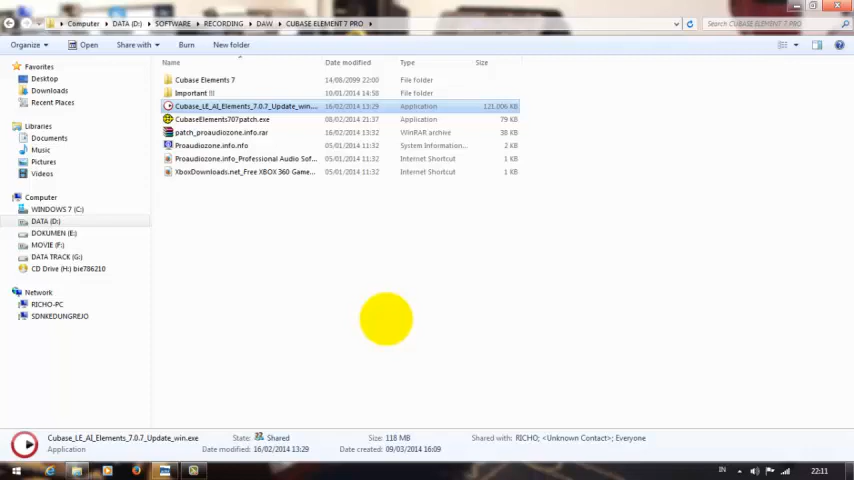 Computer ▸ DATA (D:) ▸ SOFTWARE ▸ RECORDING ▸ DAW ▸ CUBASE ELEMENT 7 PRO ▸
Search CUBASE ELEMENT 7 PRO
Organize Open Share with Burn New folder
Name Date modified Type Size
Cubase Elements 7 14/08/2099 22:00 File folder
Important !!! 10/01/2014 14:58 File folder
Cubase_LE_AI_Elements_7.0.7_Update_win.... 16/02/2014 13:29 Application 121.006 KB
CubaseElements707patch.exe 08/02/2014 21:37 Application 79 KB
patch_proaudiozone.info.rar 16/02/2014 13:32 WinRAR archive 38 KB
Proaudiozone.info.nfo 05/01/2014 11:32 System Information... 2 KB
Proaudiozone.info_Professional Audio Sof... 05/01/2014 11:32 Internet Shortcut 1 KB
XboxDownloads.net_Free XBOX 360 Game... 05/01/2014 11:32 Internet Shortcut 1 KB
Favorites
Desktop
Downloads
Recent Places
Libraries
Documents
Music
Pictures
Videos
Computer
WINDOWS 7 (C:)
DATA (D:)
DOKUMEN (E:)
MOVIE (F:)
DATA TRACK (G:)
CD Drive (H:) bie786210
Network
RICHO-PC
SDNKEDUNGREJO
Cubase_LE_AI_Elements_7.0.7_Update_win.exe State: Shared Size: 118 MB Shared with: RICHO; <Unknown Contact>; Everyone
Application Date modified: 16/02/2014 13:29 Date created: 09/03/2014 16:09
IN 22:11